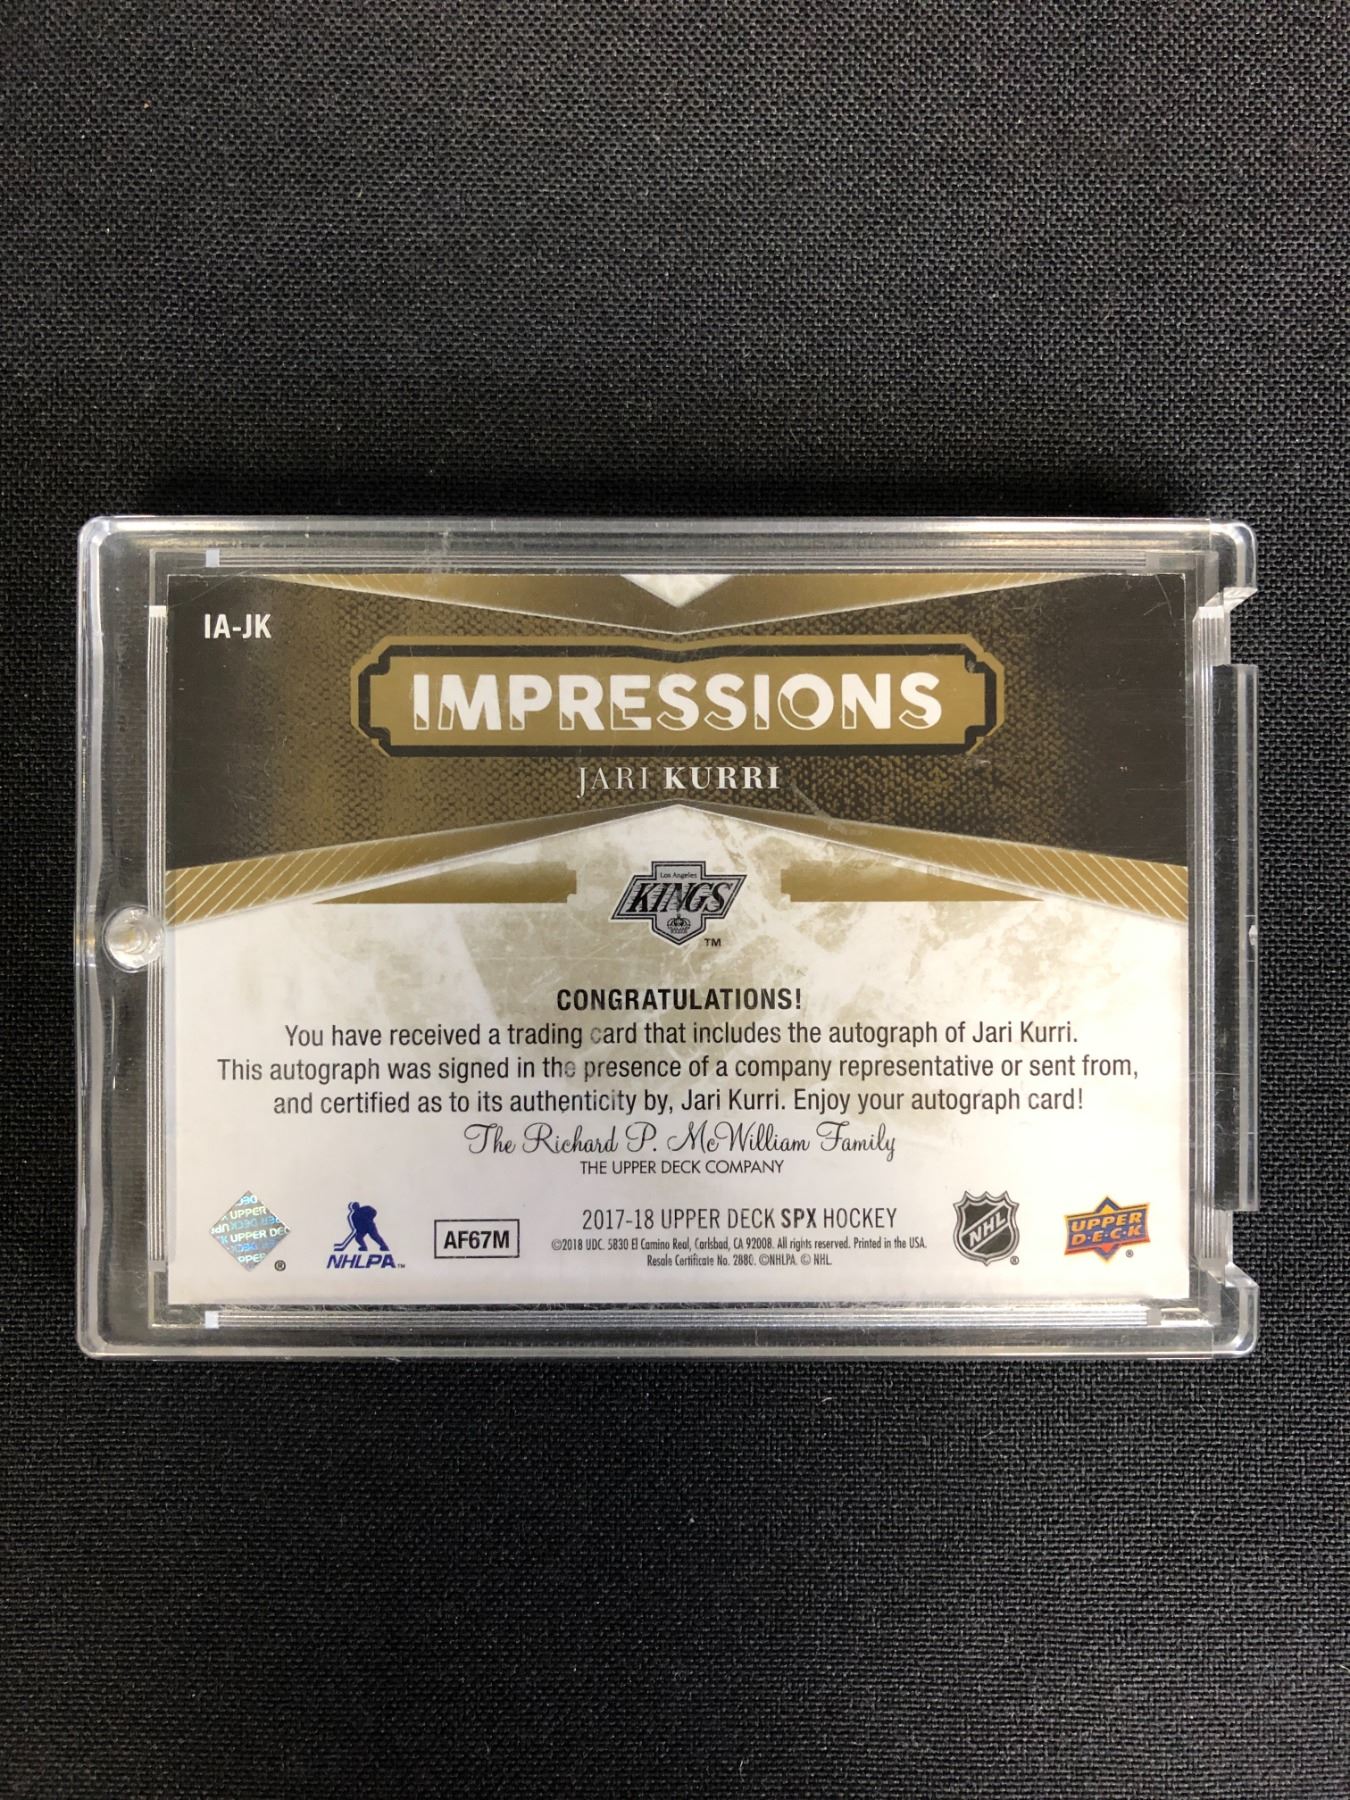 IA-JK
IMPRESSIONS
JARI KURRI
Los Angeles
KINGS
TM
CONGRATULATIONS!
You have received a trading card that includes the autograph of Jari Kurri.
This autograph was signed in the presence of a company representative or sent from,
and certified as to its authenticity by, Jari Kurri. Enjoy your autograph card!
The Richard P. McWilliam Family
THE UPPER DECK COMPANY
UPPER DECK
®
NHLPA™
AF67M
2017-18 UPPER DECK SPX HOCKEY
©2018 UDC. 5830 El Camino Real, Carlsbad, CA 92008. All rights reserved. Printed in the USA.
Resale Certificate No. 2880. ©NHLPA. © NHL.
NHL
®
UPPER
D·E·C·K
®